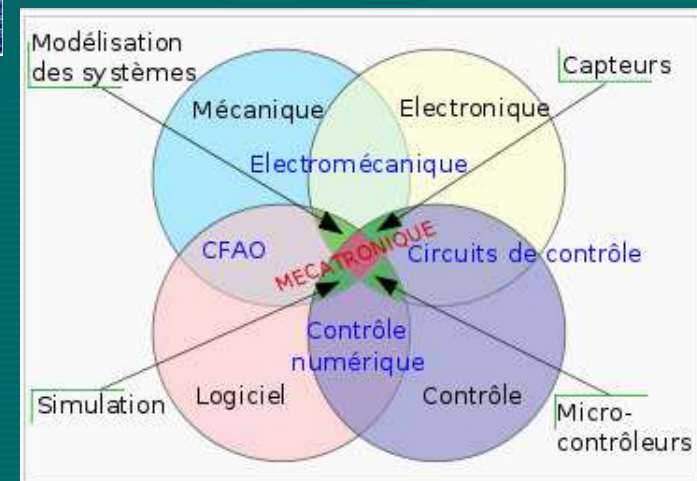 Modélisation
des systèmes
Capteurs
Mécanique
Electronique
Electromécanique
CFAO
MECATRONIQUE
Circuits de contrôle
Contrôle
numérique
Logiciel
Contrôle
Simulation
Micro-
contrôleurs